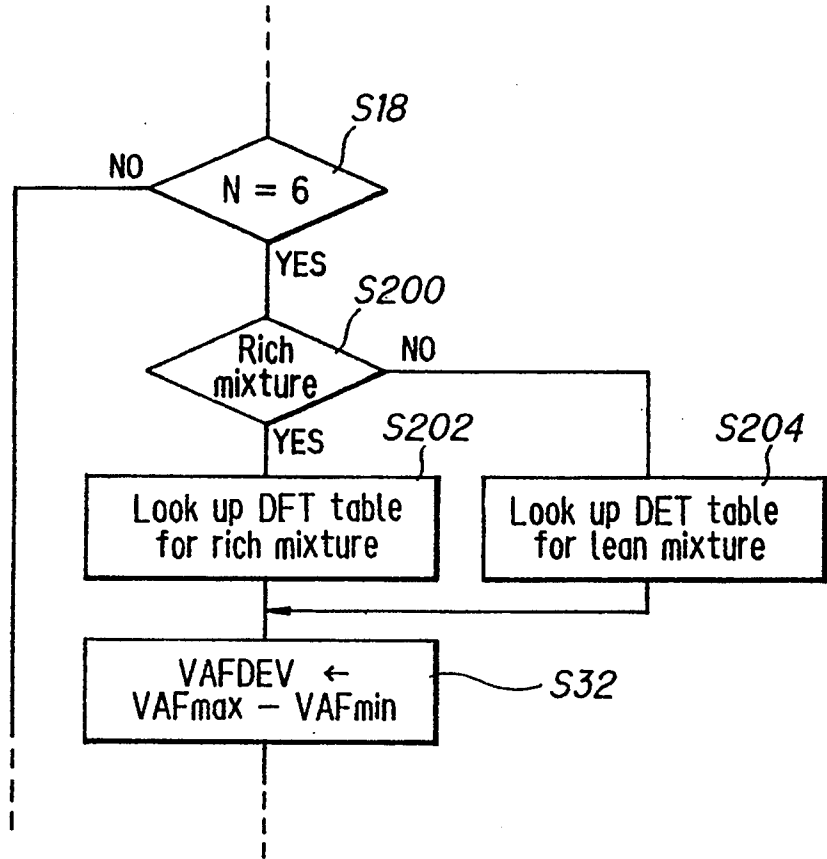 S18
NO
N = 6
YES
S200
Rich
mixture
NO
YES
S202
S204
Look up DFT table
for rich mixture
Look up DET table
for lean mixture
VAFDEV ←
VAFmax – VAFmin
S32